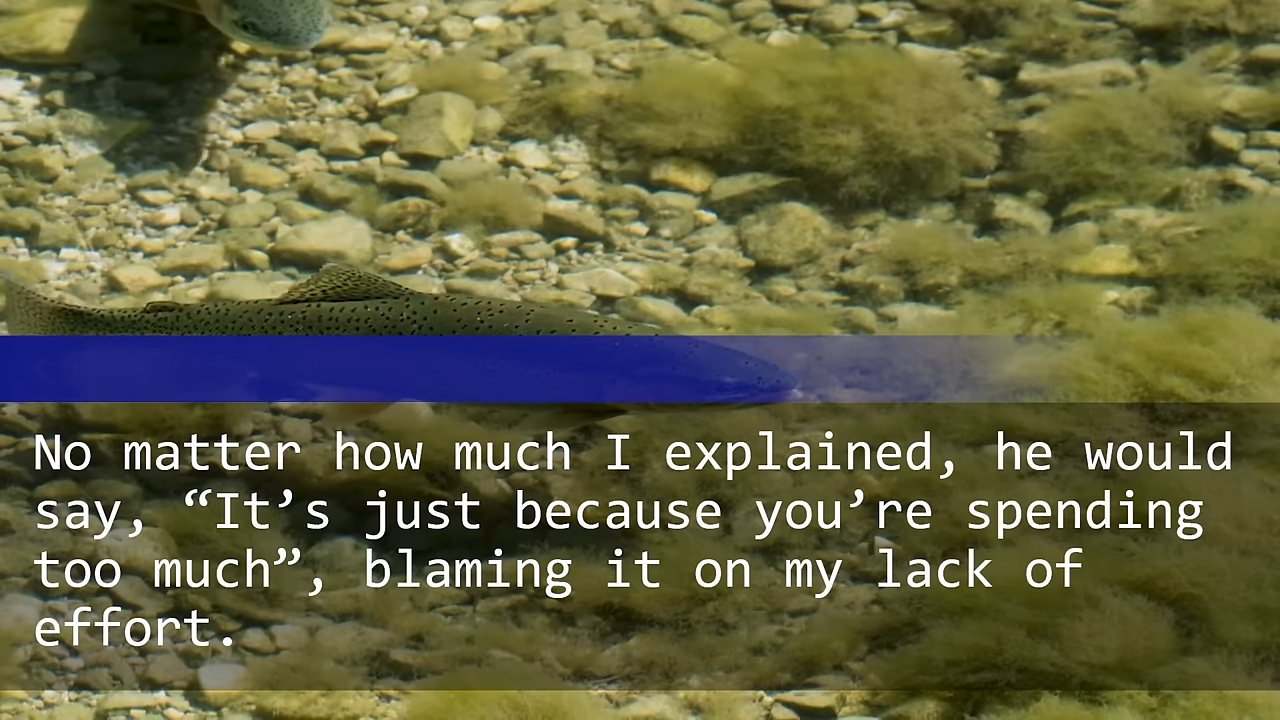 No matter how much I explained, he would
say, “It’s just because you’re spending
too much”, blaming it on my lack of
effort.